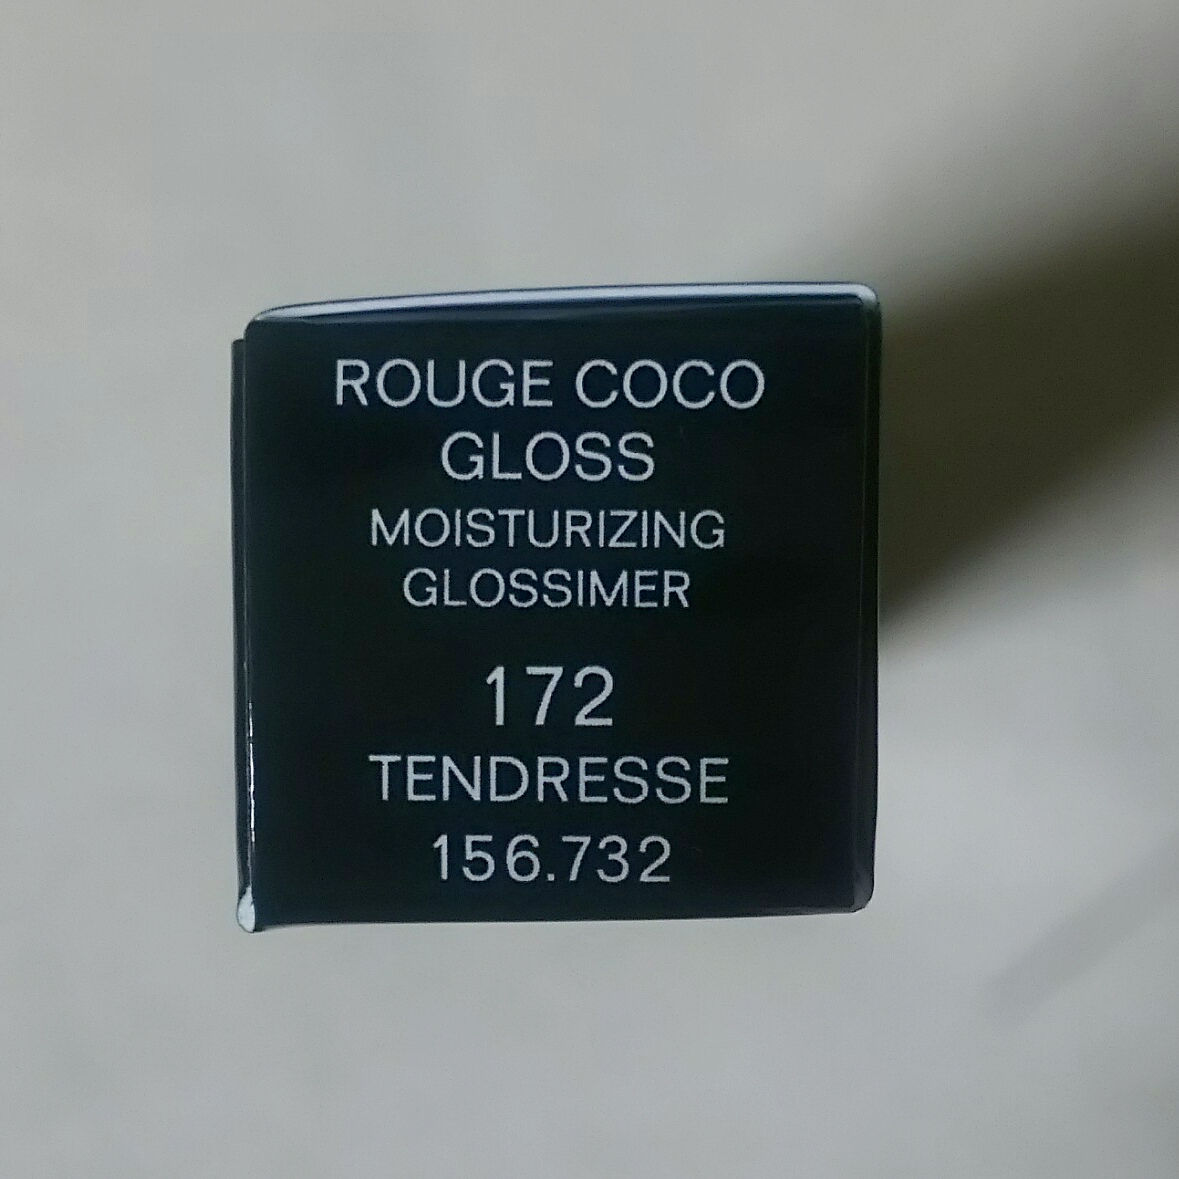 ROUGE COCO
GLOSS
MOISTURIZING
GLOSSIMER
172
TENDRESSE
156.732